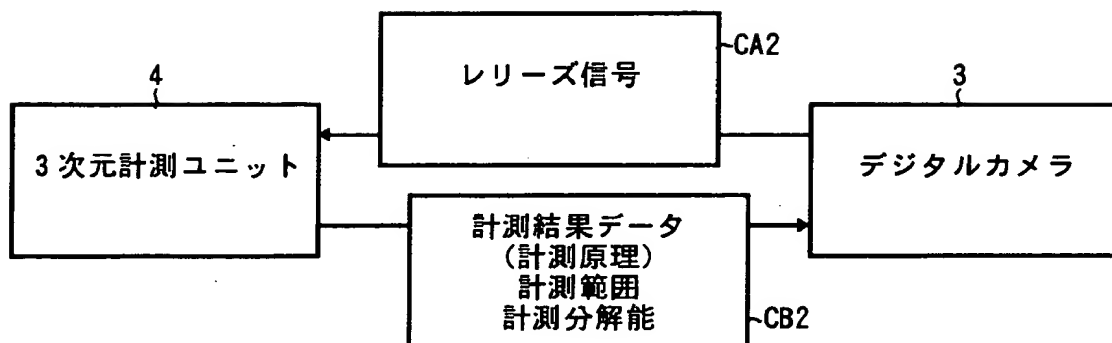 CA2
レリーズ信号
4
3次元計測ユニット
3
デジタルカメラ
計測結果データ
(計測原理)
計測範囲
計測分解能
CB2